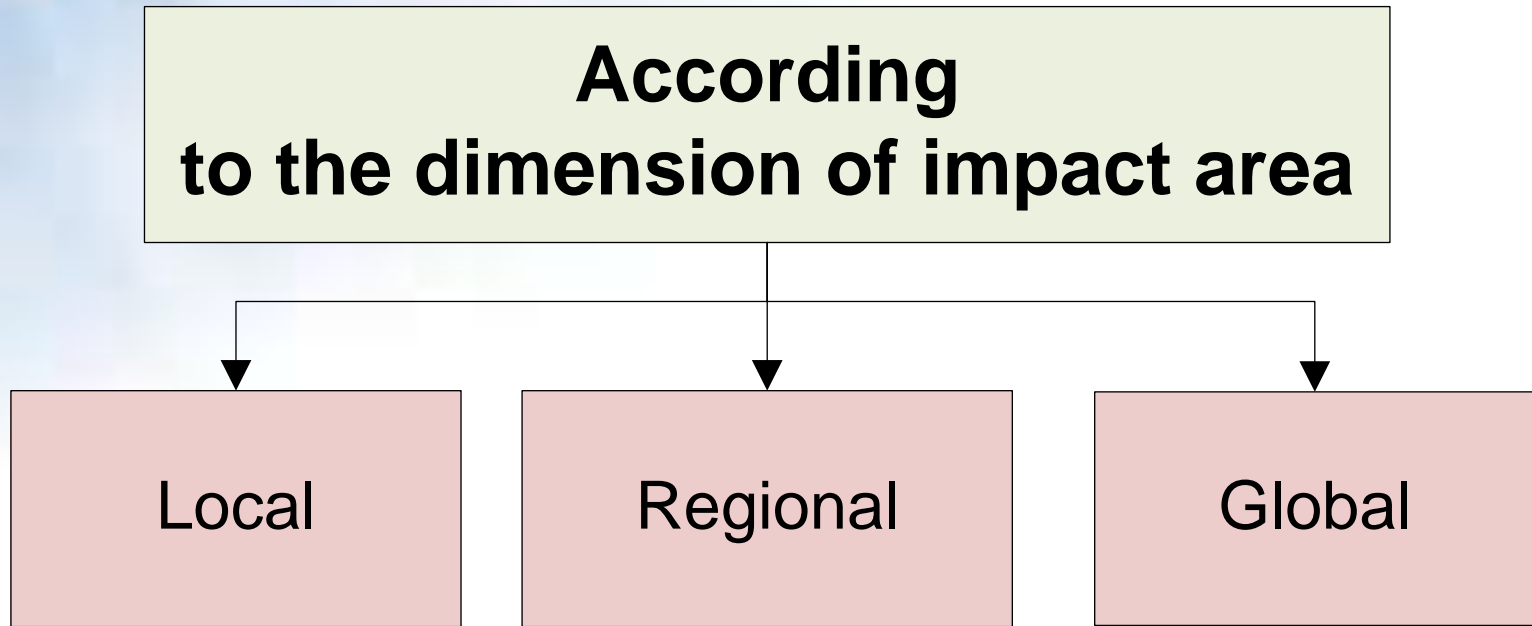 According
to the dimension of impact area
Local
Regional
Global